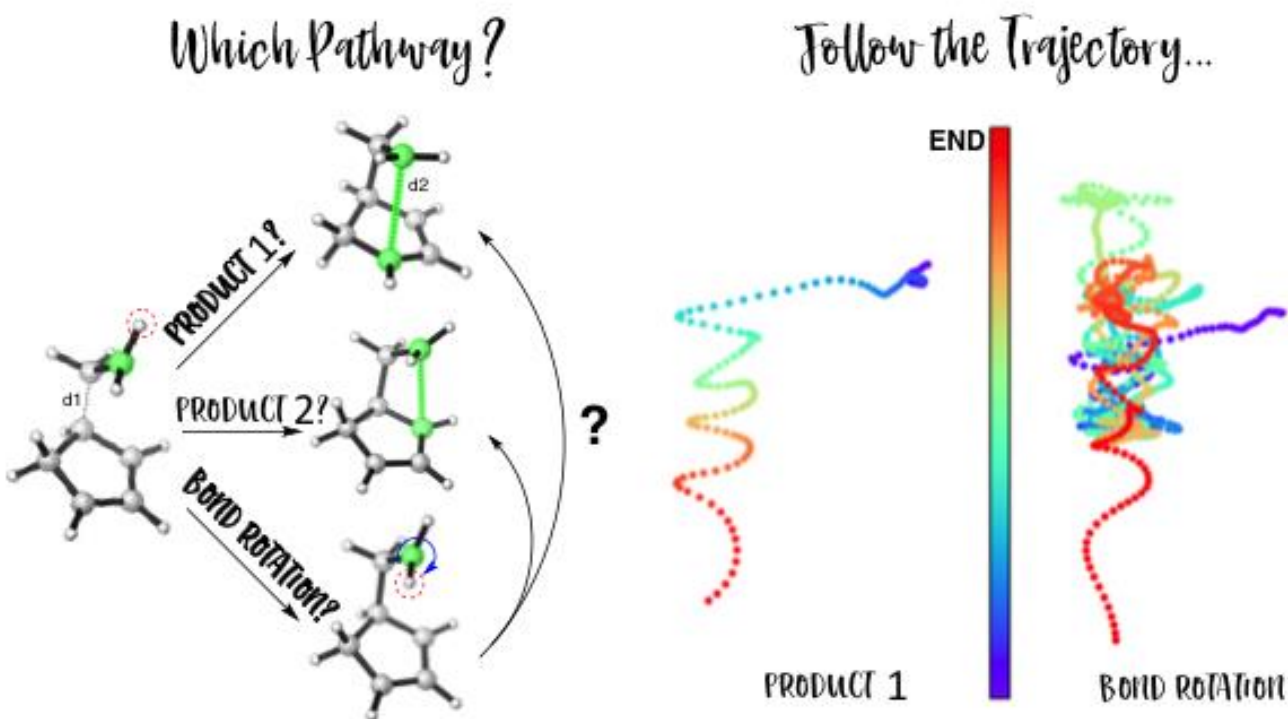 Which Pathway?
Follow the Trajectory...
END
d2
PRODUCT 1?
d1
PRODUCT 2?
?
BOND ROTATION?
PRODUCT 1
BOND ROTATION